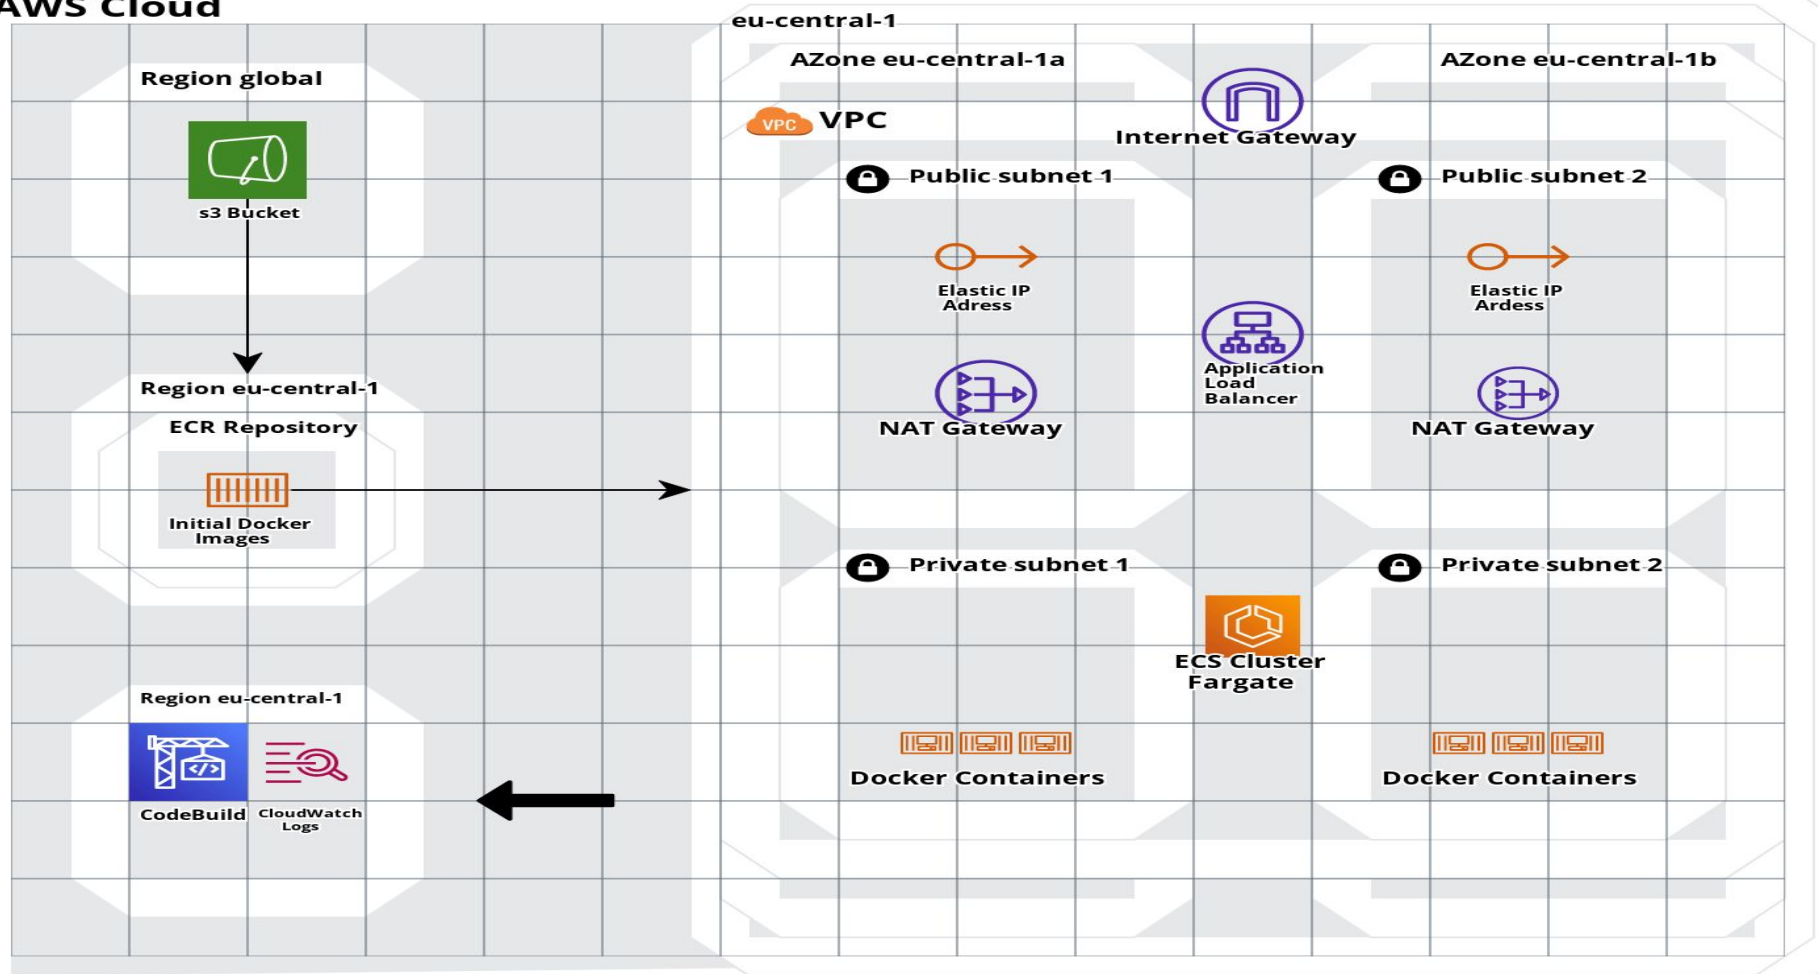 AWS Cloud
Region global
s3 Bucket
Region eu-central-1
ECR Repository
Initial Docker
Images
Region eu-central-1
CodeBuild
CloudWatch
Logs
eu-central-1
AZone eu-central-1a
AZone eu-central-1b
VPC
VPC
Internet Gateway
Public subnet 1
Elastic IP
Adress
NAT Gateway
Application
Load
Balancer
Public subnet 2
Elastic IP
Ardess
NAT Gateway
Private subnet 1
Docker Containers
ECS Cluster
Fargate
Private subnet 2
Docker Containers